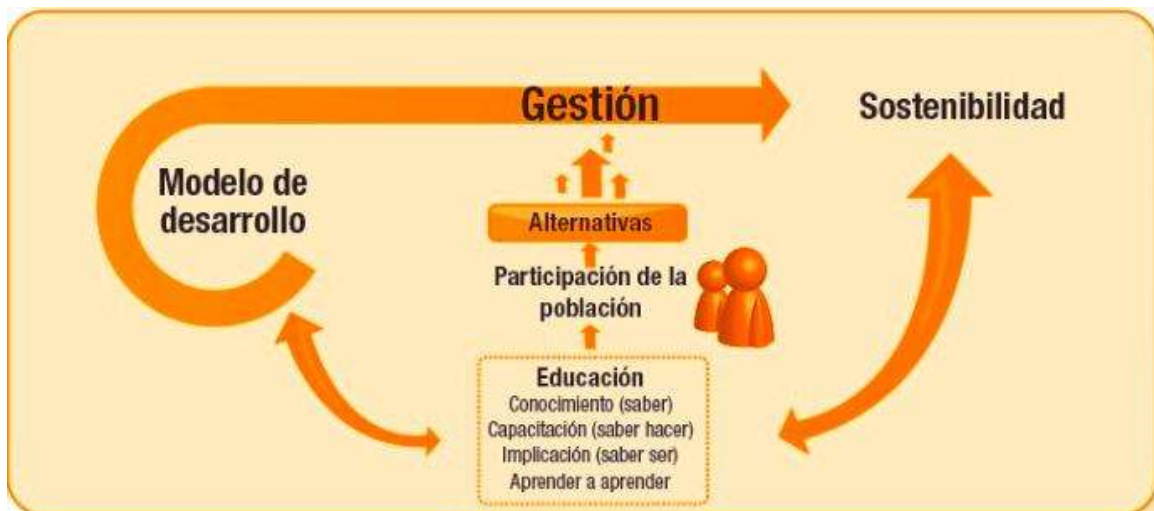 Gestión
Sostenibilidad
Modelo de
desarrollo
Alternativas
Participación de la
población
Educación
Conocimiento (saber)
Capacitación (saber hacer)
Implicación (saber ser)
Aprender a aprender